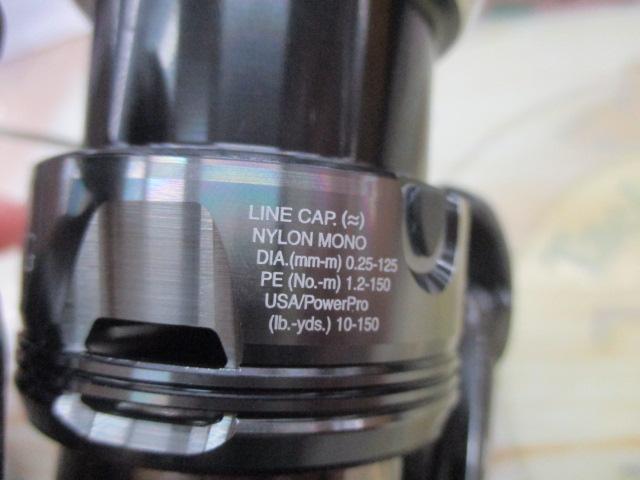 LINE CAP. (≈)
NYLON MONO
DIA.(mm-m) 0.25-125
PE (No.-m) 1.2-150
USA/PowerPro
(lb.-yds.) 10-150